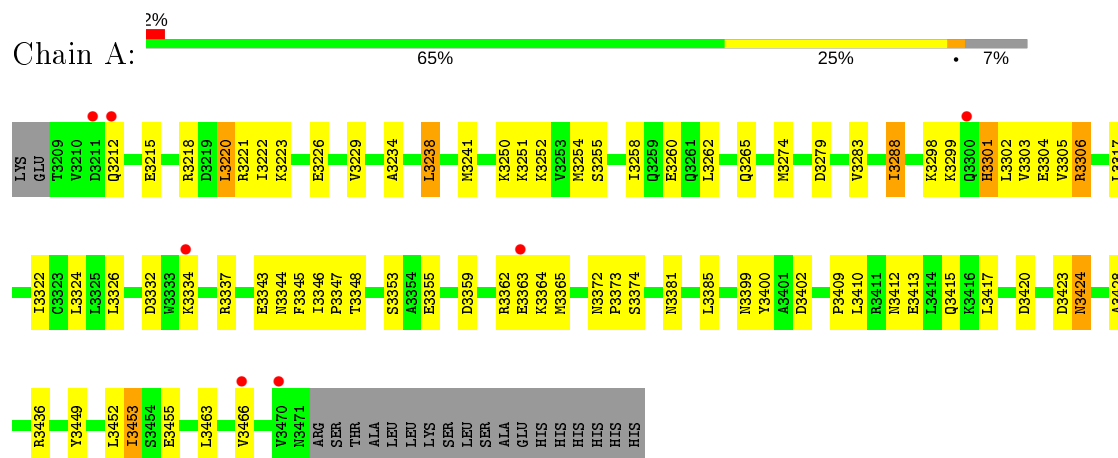 2%
Chain A:
65% 25% • 7%
LYS GLU T3209 V3210 D3211 Q3212 E3215 R3218 D3219 L3220 R3221 I3222 K3223 E3226 V3229 A3234 L3238 M3241 K3250 K3251 K3252 V3253 M3254 S3255 I3258 Q3259 E3260 Q3261 L3262 Q3265 M3274 D3279 V3283 I3288 K3298 K3299 Q3300 H3301 L3302 V3303 E3304 V3305 R3306 L3317
I3322 C3323 L3324 L3325 L3326 D3332 W3333 K3334 R3337 E3343 N3344 F3345 I3346 P3347 T3348 S3353 A3354 E3355 D3359 R3362 E3363 K3364 M3365 N3372 P3373 S3374 N3381 L3385 N3399 Y3400 A3401 D3402 P3409 L3410 R3411 N3412 E3413 L3414 Q3415 K3416 L3417 D3420 D3423 N3424 A3428
R3436 Y3449 L3452 I3453 S3454 E3455 L3463 V3466 V3470 N3471 ARG SER THR ALA LEU LEU LYS SER LEU SER ALA GLU HIS HIS HIS HIS HIS HIS